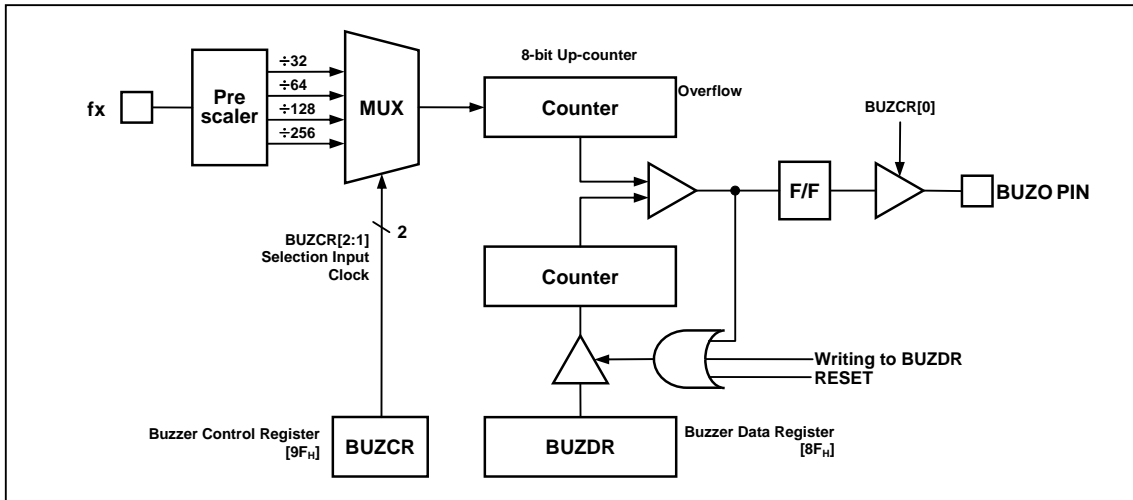 fx
Pre
scaler
÷32
÷64
÷128
÷256
MUX
8-bit Up-counter
Counter
Overflow
BUZCR[0]
F/F
BUZO PIN
2
BUZCR[2:1]
Selection Input
Clock
Counter
Writing to BUZDR
RESET
Buzzer Control Register
[9FH]
BUZCR
BUZDR
Buzzer Data Register
[8FH]